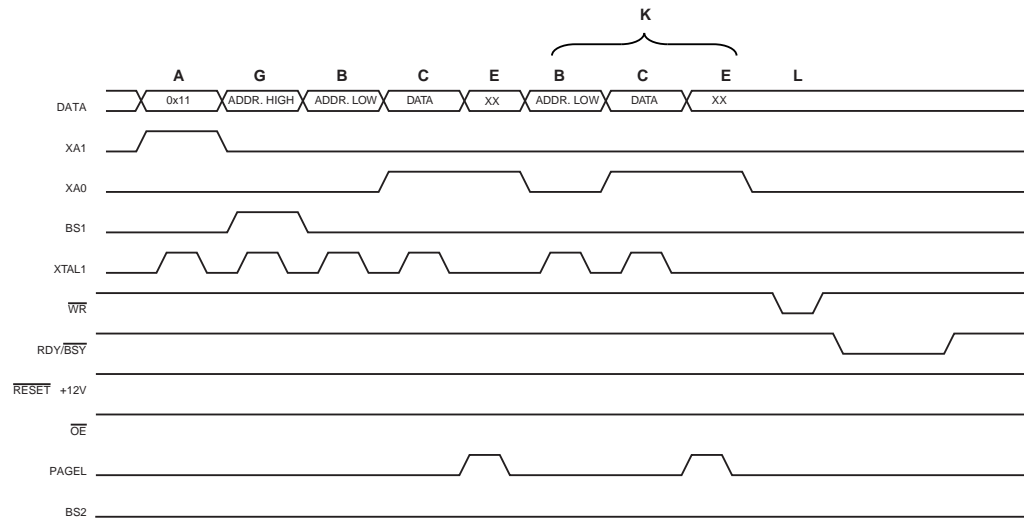 K
A G B C E B C E L
DATA 0x11 ADDR. HIGH ADDR. LOW DATA XX ADDR. LOW DATA XX
XA1
XA0
BS1
XTAL1
WR
RDY/BSY
RESET +12V
OE
PAGEL
BS2